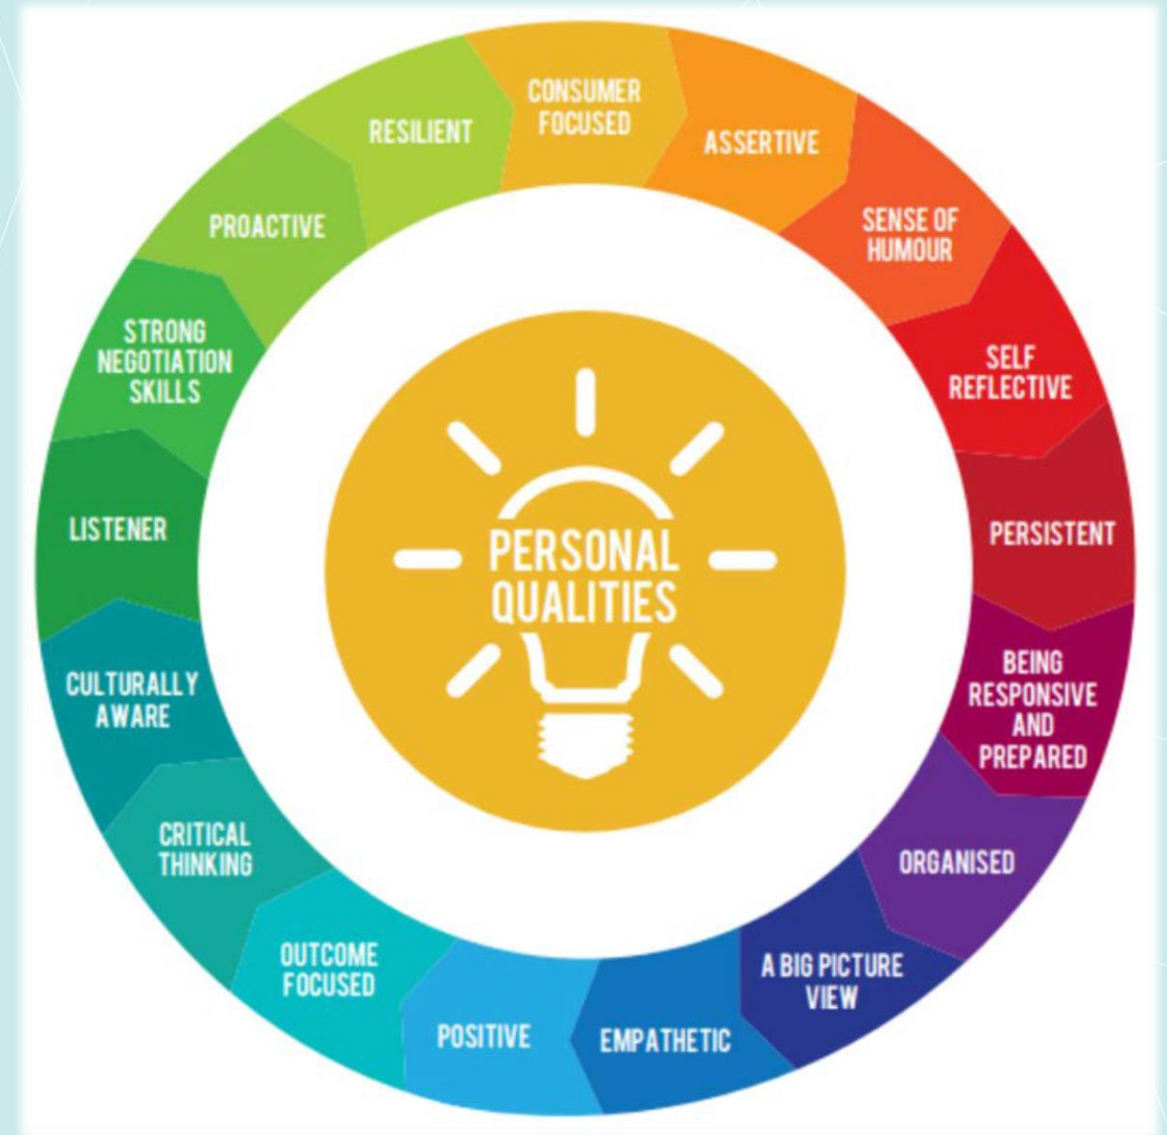 CONSUMER
FOCUSED
ASSERTIVE
SENSE OF
HUMOUR
SELF
REFLECTIVE
PERSISTENT
BEING
RESPONSIVE
AND
PREPARED
ORGANISED
A BIG PICTURE
VIEW
EMPATHETIC
POSITIVE
OUTCOME
FOCUSED
CRITICAL
THINKING
CULTURALLY
AWARE
LISTENER
STRONG
NEGOTIATION
SKILLS
PROACTIVE
RESILIENT
PERSONAL
QUALITIES